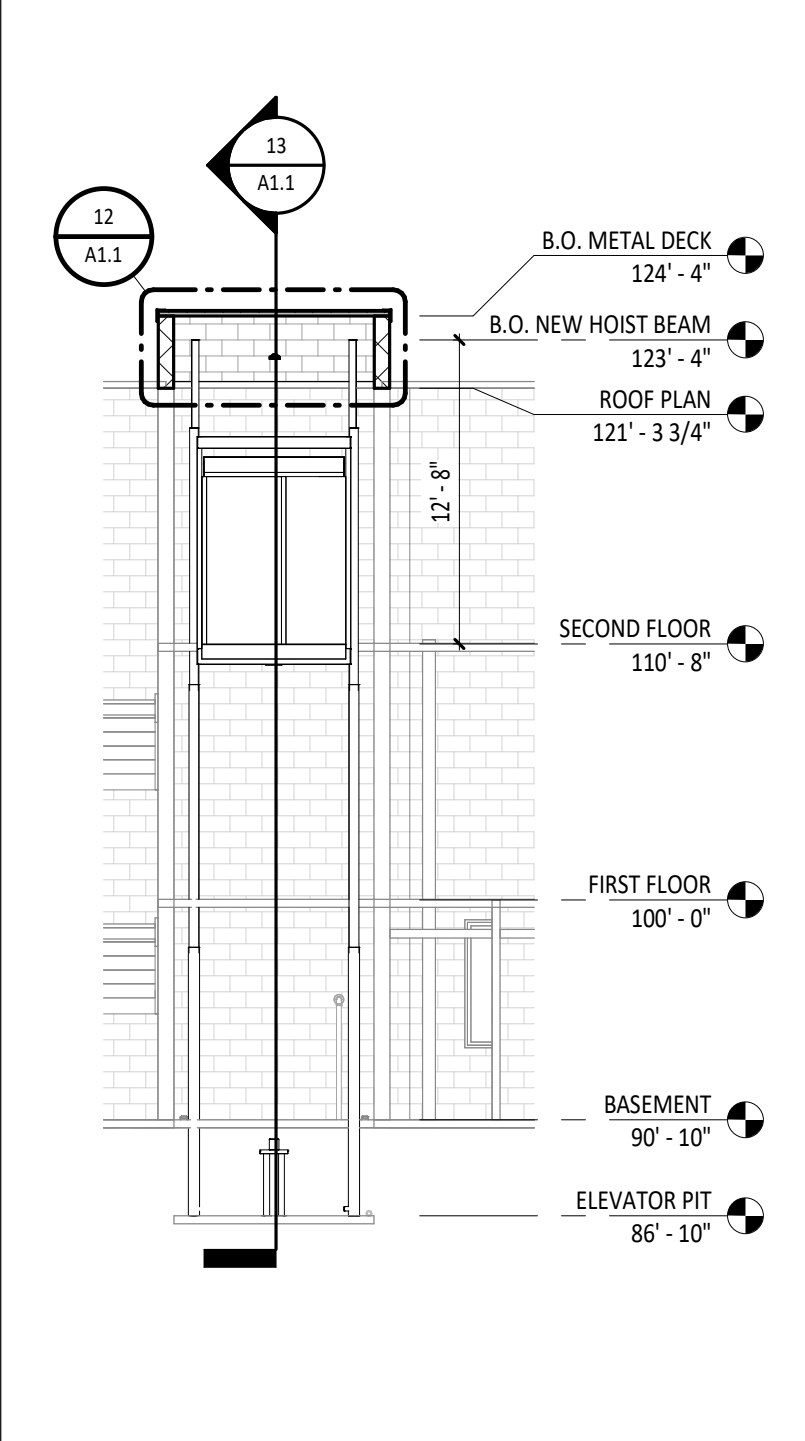 13
A1.1
12
A1.1
B.O. METAL DECK
124' - 4"
B.O. NEW HOIST BEAM
123' - 4"
ROOF PLAN
121' - 3 3/4"
12' - 8"
SECOND FLOOR
110' - 8"
FIRST FLOOR
100' - 0"
BASEMENT
90' - 10"
ELEVATOR PIT
86' - 10"